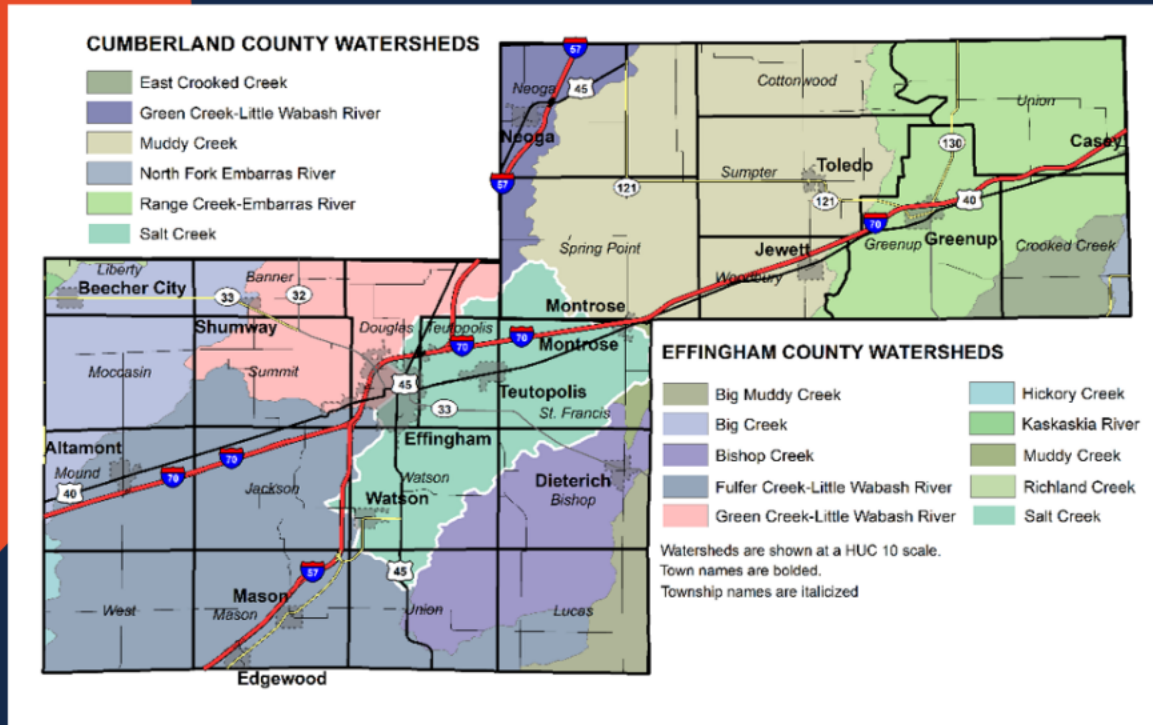 CUMBERLAND COUNTY WATERSHEDS
East Crooked Creek
Green Creek-Little Wabash River
Muddy Creek
North Fork Embarras River
Range Creek-Embarras River
Salt Creek
57
Neoga
45
Neoga
57
Cottonwood
Union
130
Casey
121
Sumpter
Toledo
121
40
70
Greenup
Greenup
Crooked Creek
Spring Point
Jewett
Woodbury
Montrose
Liberty
Beecher City
33
Banner
32
Shumway
Douglas
Teutopolis
70
70
Montrose
Moccasin
Summit
45
Teutopolis
33
St. Francis
Altamont
Mound
40
70
70
Effingham
Jackson
Watson
Watson
Dieterich
Bishop
45
57
Mason
West
Mason
Union
Lucas
Edgewood
EFFINGHAM COUNTY WATERSHEDS
Big Muddy Creek
Big Creek
Bishop Creek
Fulfer Creek-Little Wabash River
Green Creek-Little Wabash River
Hickory Creek
Kaskaskia River
Muddy Creek
Richland Creek
Salt Creek
Watersheds are shown at a HUC 10 scale.
Town names are bolded.
Township names are italicized